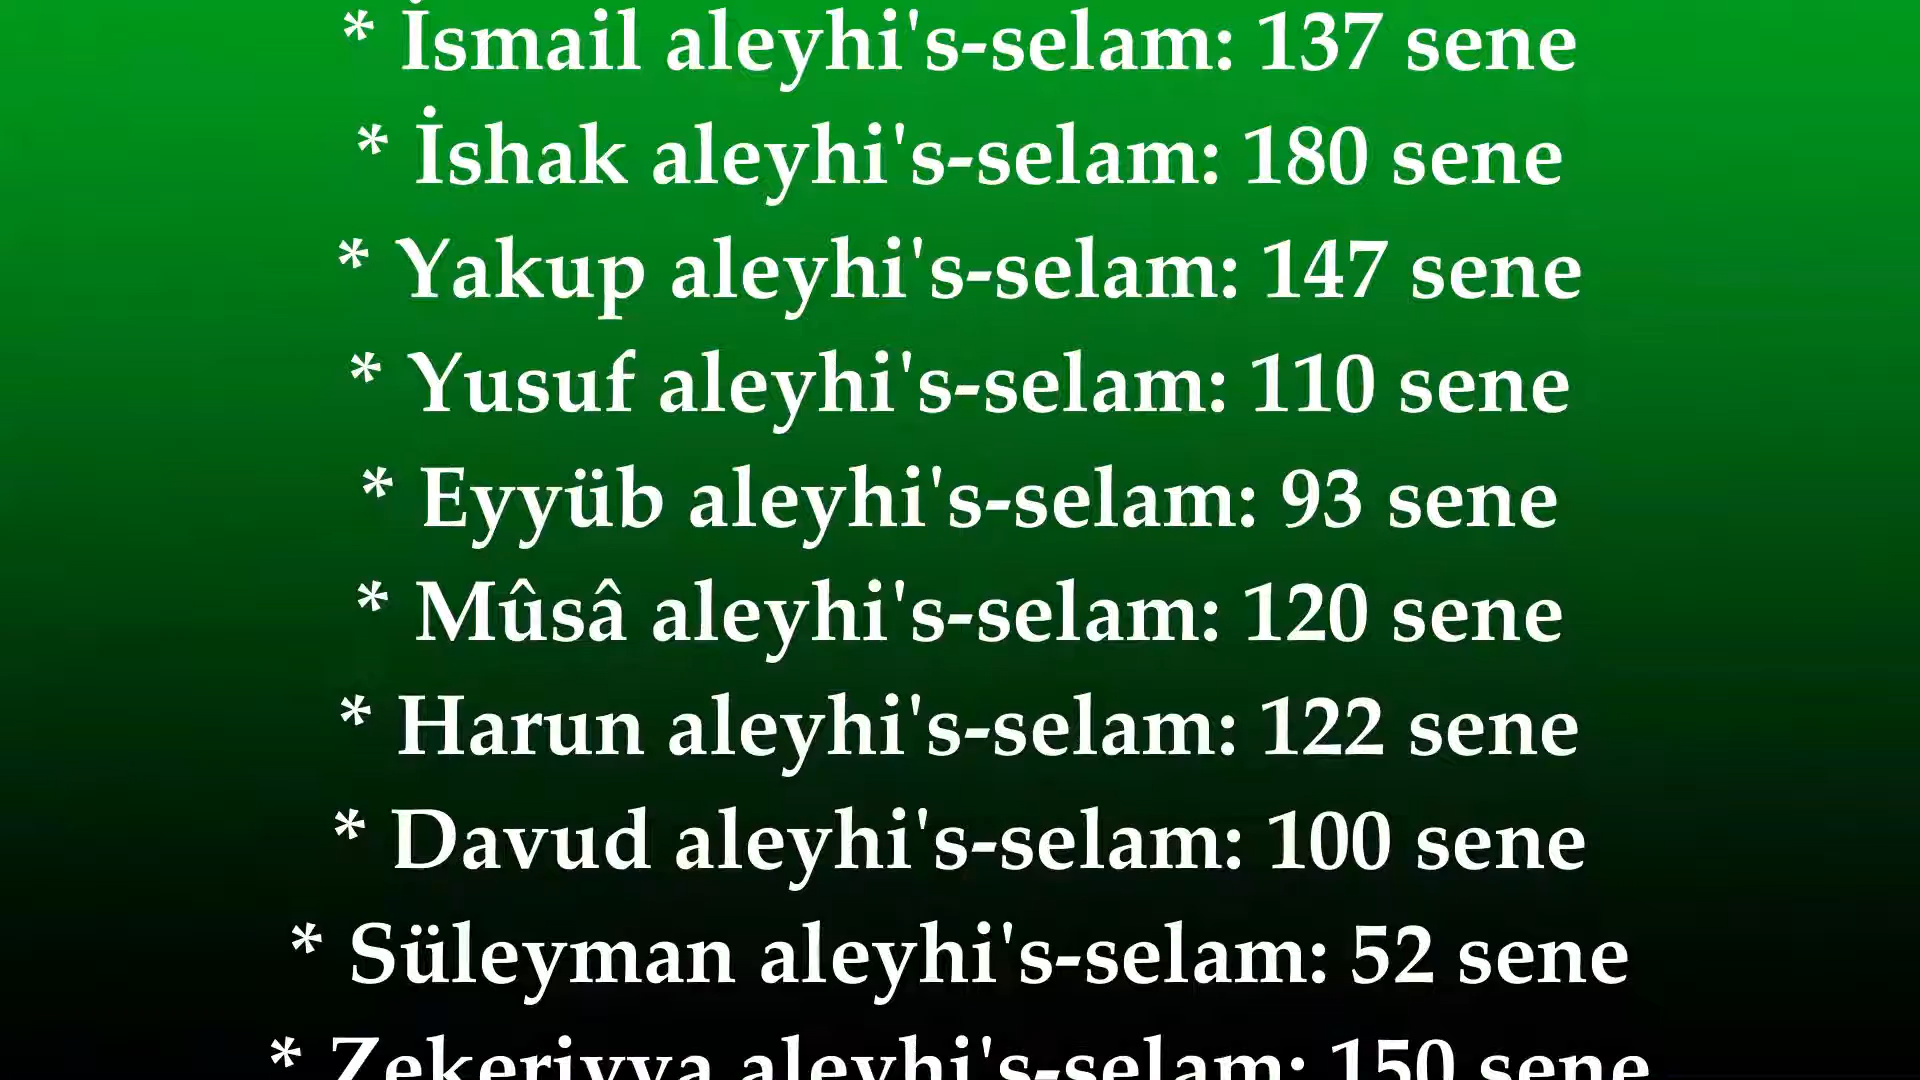 * İsmail aleyhi's-selam: 137 sene
* İshak aleyhi's-selam: 180 sene
* Yakup aleyhi's-selam: 147 sene
* Yusuf aleyhi's-selam: 110 sene
* Eyyüb aleyhi's-selam: 93 sene
* Mûsâ aleyhi's-selam: 120 sene
* Harun aleyhi's-selam: 122 sene
* Davud aleyhi's-selam: 100 sene
* Süleyman aleyhi's-selam: 52 sene
* Zekeriyya aleyhi's-selam: 150 sene